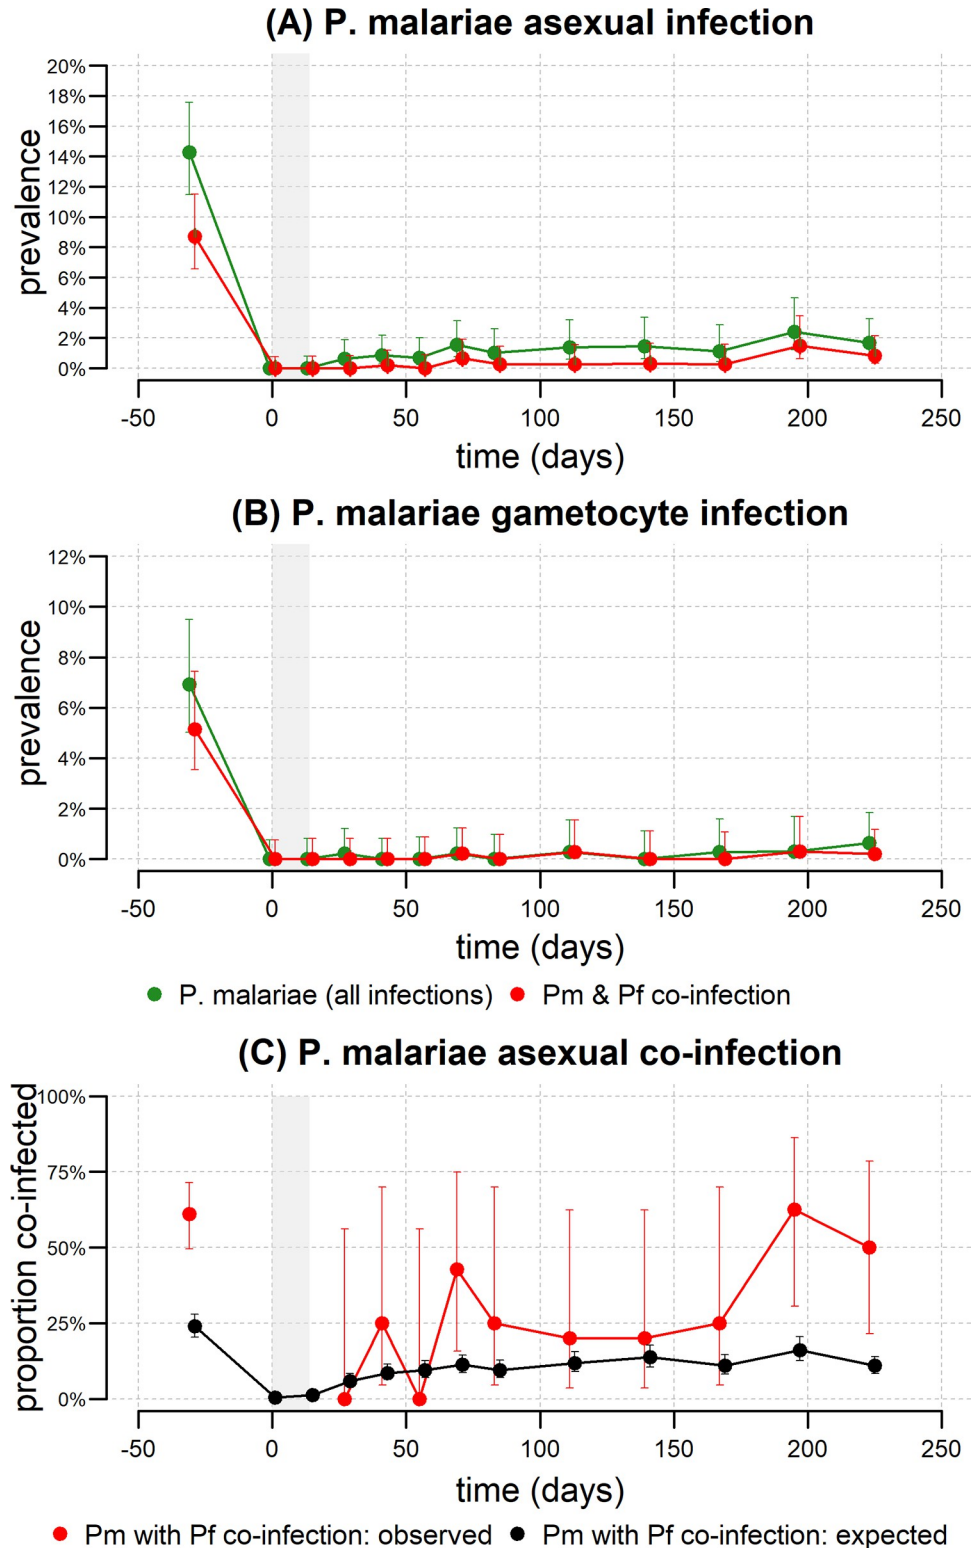 (A) P. malariae asexual infection
20%
18%
16%
14%
12%
10%
8%
6%
4%
2%
0%
prevalence
-50 0 50 100 150 200 250
time (days)
(B) P. malariae gametocyte infection
12%
10%
8%
6%
4%
2%
0%
prevalence
-50 0 50 100 150 200 250
time (days)
P. malariae (all infections) Pm & Pf co-infection
(C) P. malariae asexual co-infection
100%
75%
50%
25%
0%
proportion co-infected
-50 0 50 100 150 200 250
time (days)
Pm with Pf co-infection: observed Pm with Pf co-infection: expected